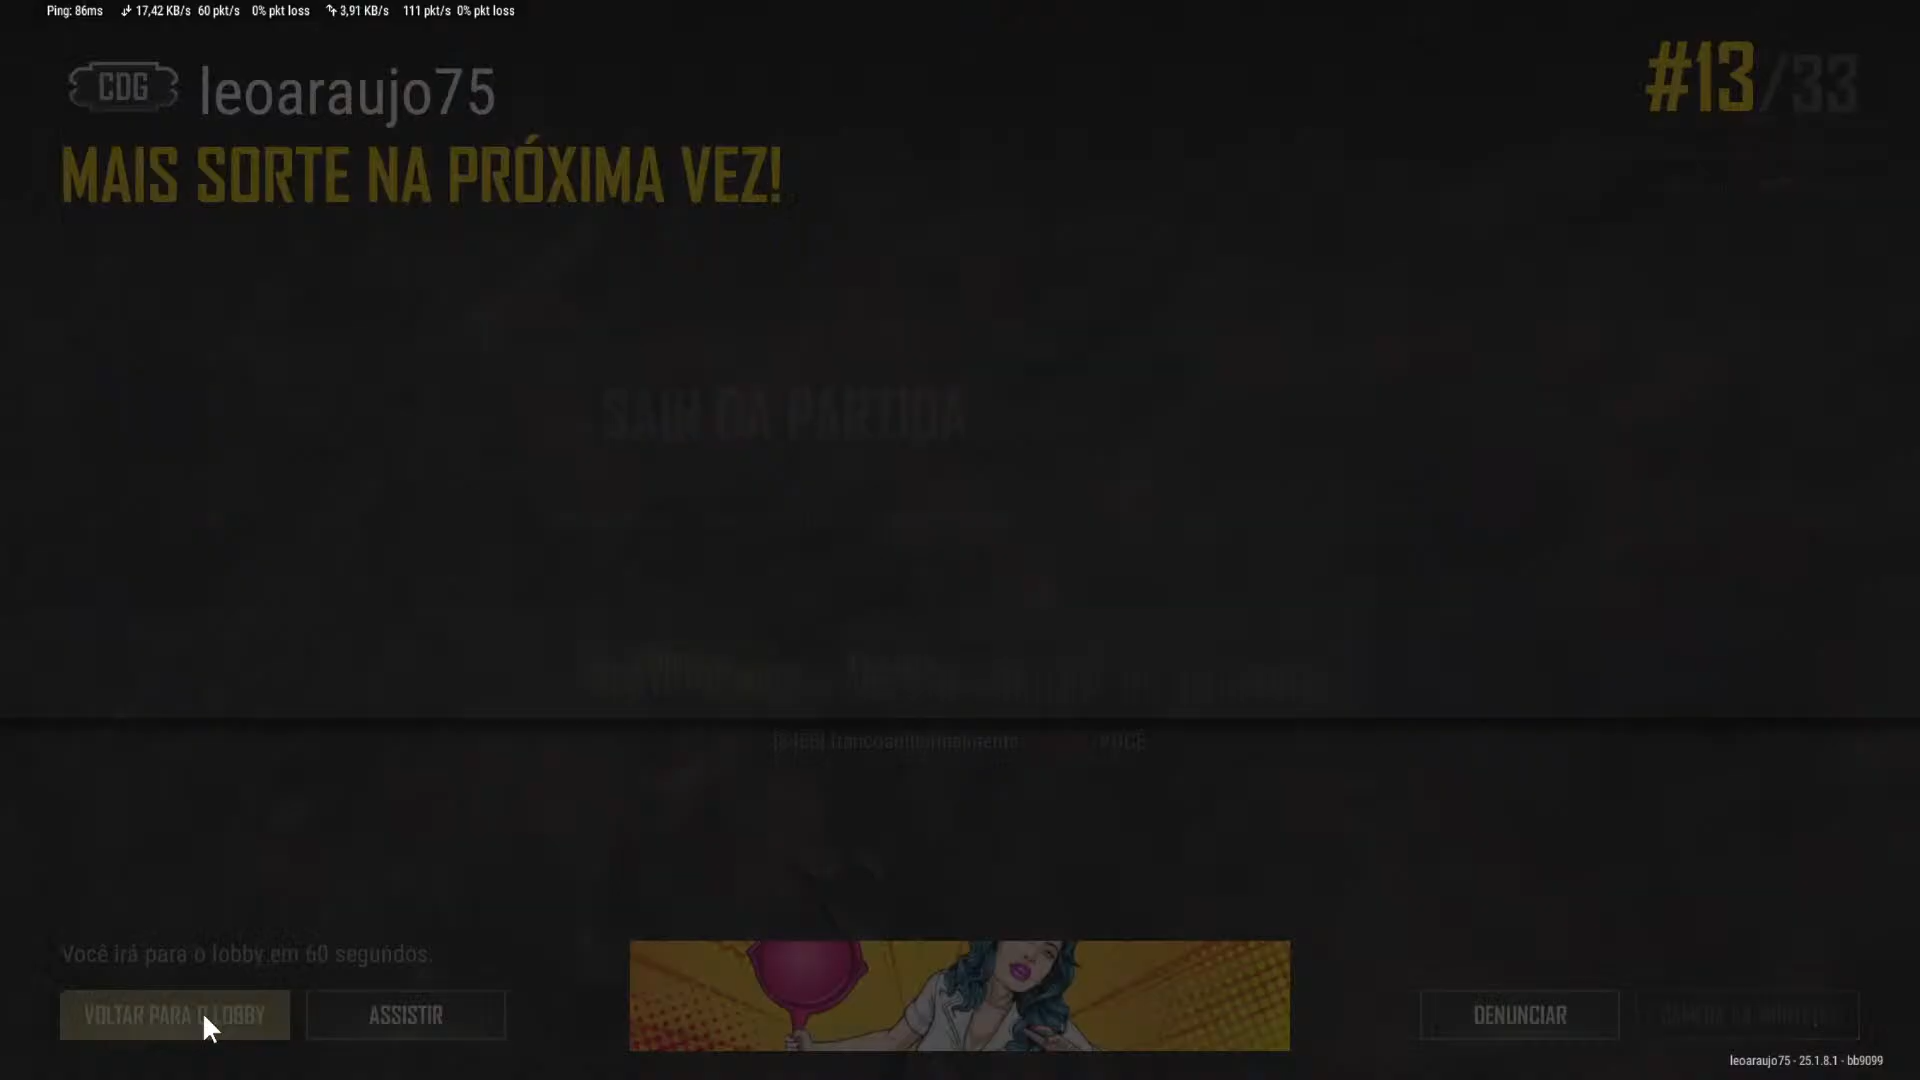 Ping: 86ms 17,42 KB/s 60 pkt/s 0% pkt loss 3,91 KB/s 111 pkt/s 0% pkt loss
CDG leoaraujo75
#13/33
MAIS SORTE NA PRÓXIMA VEZ!
SAIR DA PARTIDA
VOCÊ
Você irá para o lobby em 60 segundos.
VOLTAR PARA O LOBBY
ASSISTIR
DENUNCIAR
leoaraujo75 - 25.1.8.1 - bb9099